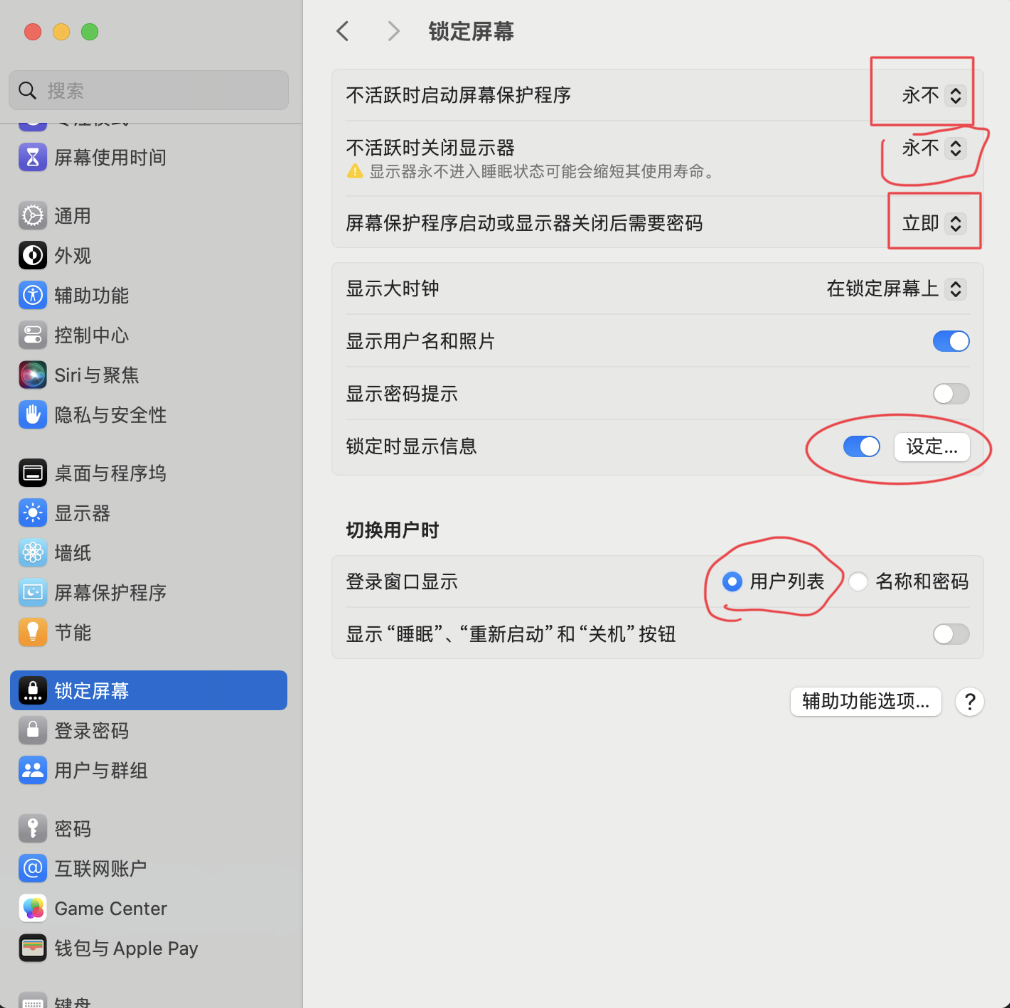 锁定屏幕
搜索
屏幕使用时间
通用
外观
辅助功能
控制中心
Siri与聚焦
隐私与安全性
桌面与程序坞
显示器
墙纸
屏幕保护程序
节能
锁定屏幕
登录密码
用户与群组
密码
互联网账户
Game Center
钱包与 Apple Pay
键盘
不活跃时启动屏幕保护程序 永不
不活跃时关闭显示器 永不
显示器永不进入睡眠状态可能会缩短其使用寿命。
屏幕保护程序启动或显示器关闭后需要密码 立即
显示大时钟 在锁定屏幕上
显示用户名和照片
显示密码提示
锁定时显示信息 设定...
切换用户时
登录窗口显示 用户列表 名称和密码
显示“睡眠”、“重新启动”和“关机”按钮
辅助功能选项... ?